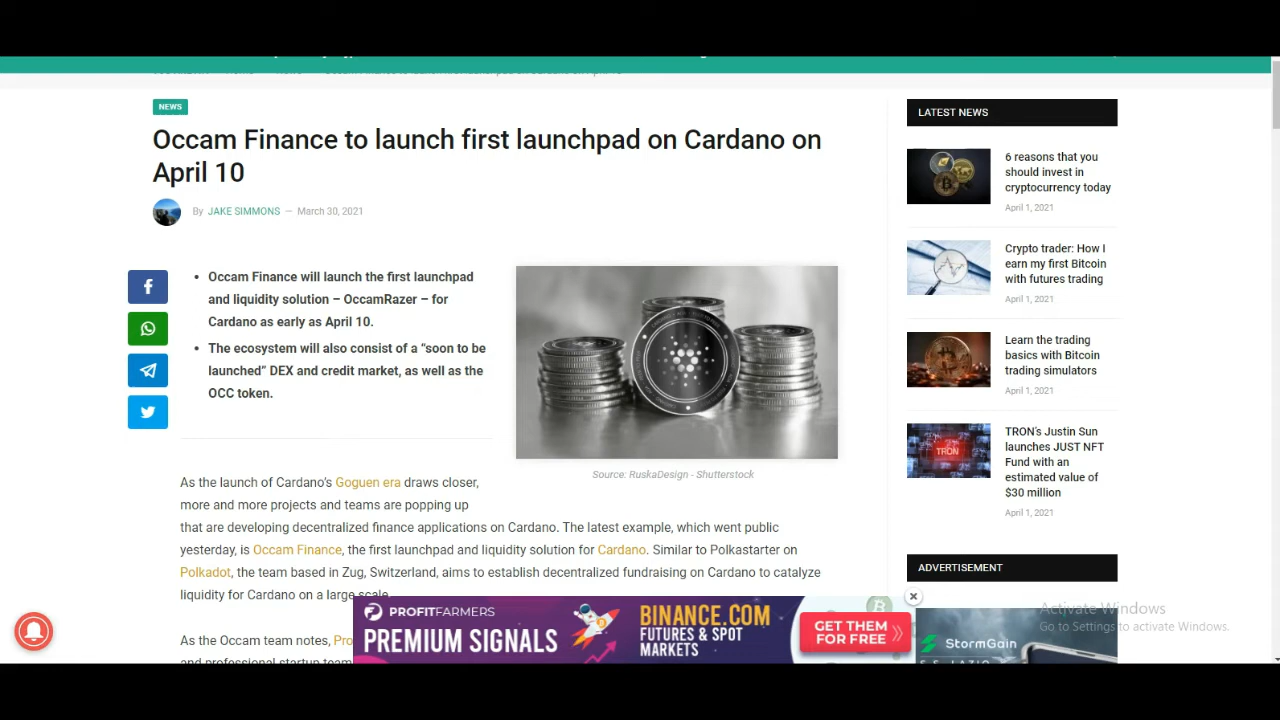 NEWS
Occam Finance to launch first launchpad on Cardano on
April 10
By JAKE SIMMONS — March 30, 2021
• Occam Finance will launch the first launchpad
and liquidity solution – OccamRazer – for
Cardano as early as April 10.
• The ecosystem will also consist of a “soon to be
launched” DEX and credit market, as well as the
OCC token.
Source: RuskaDesign - Shutterstock
As the launch of Cardano’s Goguen era draws closer,
more and more projects and teams are popping up
that are developing decentralized finance applications on Cardano. The latest example, which went public
yesterday, is Occam Finance, the first launchpad and liquidity solution for Cardano. Similar to Polkastarter on
Polkadot, the team based in Zug, Switzerland, aims to establish decentralized fundraising on Cardano to catalyze
liquidity for Cardano on a large scale.
As the Occam team notes, Pro
and professional startup team
LATEST NEWS
6 reasons that you
should invest in
cryptocurrency today
April 1, 2021
Crypto trader: How I
earn my first Bitcoin
with futures trading
April 1, 2021
Learn the trading
basics with Bitcoin
trading simulators
April 1, 2021
TRON
TRON’s Justin Sun
launches JUST NFT
Fund with an
estimated value of
$30 million
April 1, 2021
ADVERTISEMENT
StormGain
S.S. LAZIO
PROFITFARMERS
PREMIUM SIGNALS
BINANCE.COM
FUTURES & SPOT
MARKETS
GET THEM
FOR FREE
Activate Windows
Go to Settings to activate Windows.